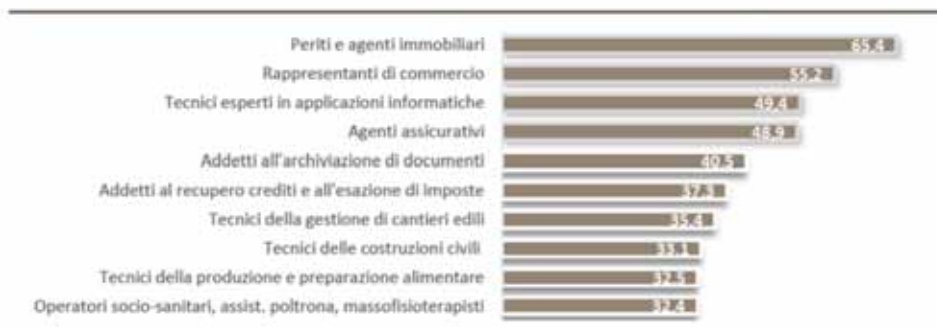 Periti e agenti immobiliari 65.4
Rappresentanti di commercio 55.2
Tecnici esperti in applicazioni informatiche 49.4
Agenti assicurativi 48.9
Addetti all'archiviazione di documenti 40.5
Addetti al recupero crediti e all'esazione di imposte 37.3
Tecnici della gestione di cantieri edili 35.4
Tecnici delle costruzioni civili 33.1
Tecnici della produzione e preparazione alimentare 32.5
Operatori socio-sanitari, assist. poltrona, massofisioterapisti 32.4